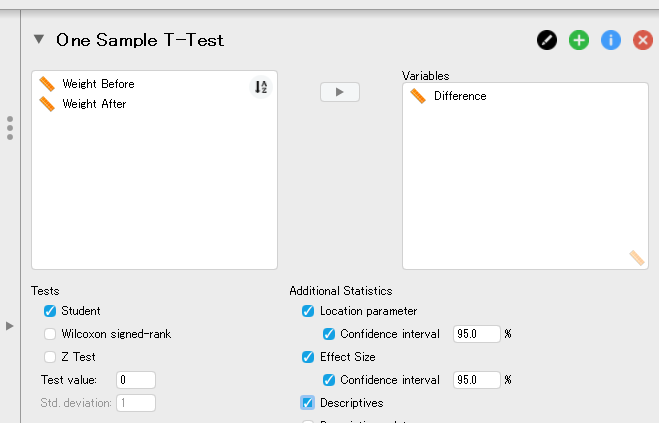 One Sample T-Test
Weight Before
Weight After
Variables
Difference
Tests
Student
Wilcoxon signed-rank
Z Test
Test value: 0
Std. deviation: 1
Additional Statistics
Location parameter
Confidence interval 95.0 %
Effect Size
Confidence interval 95.0 %
Descriptives